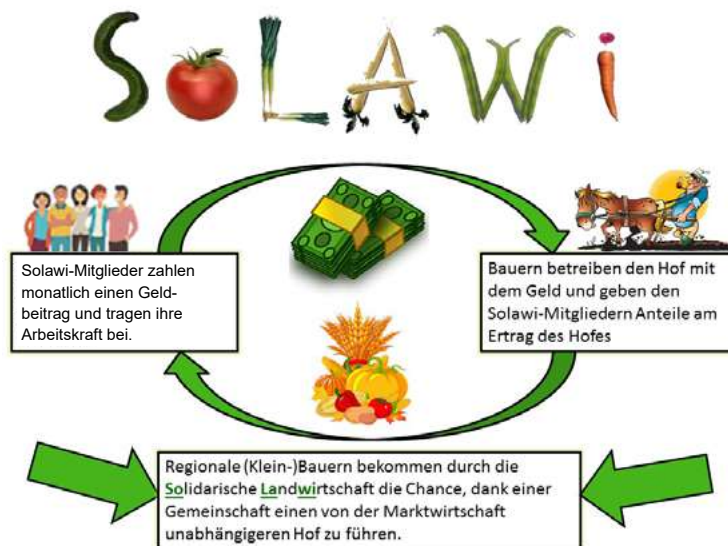 SoLAWi
Solawi-Mitglieder zahlen
monatlich einen Geld-
beitrag und tragen ihre
Arbeitskraft bei.
Bauern betreiben den Hof mit
dem Geld und geben den
Solawi-Mitgliedern Anteile am
Ertrag des Hofes
Regionale (Klein-)Bauern bekommen durch die
Solidarische Landwirtschaft die Chance, dank einer
Gemeinschaft einen von der Marktwirtschaft
unabhängigeren Hof zu führen.